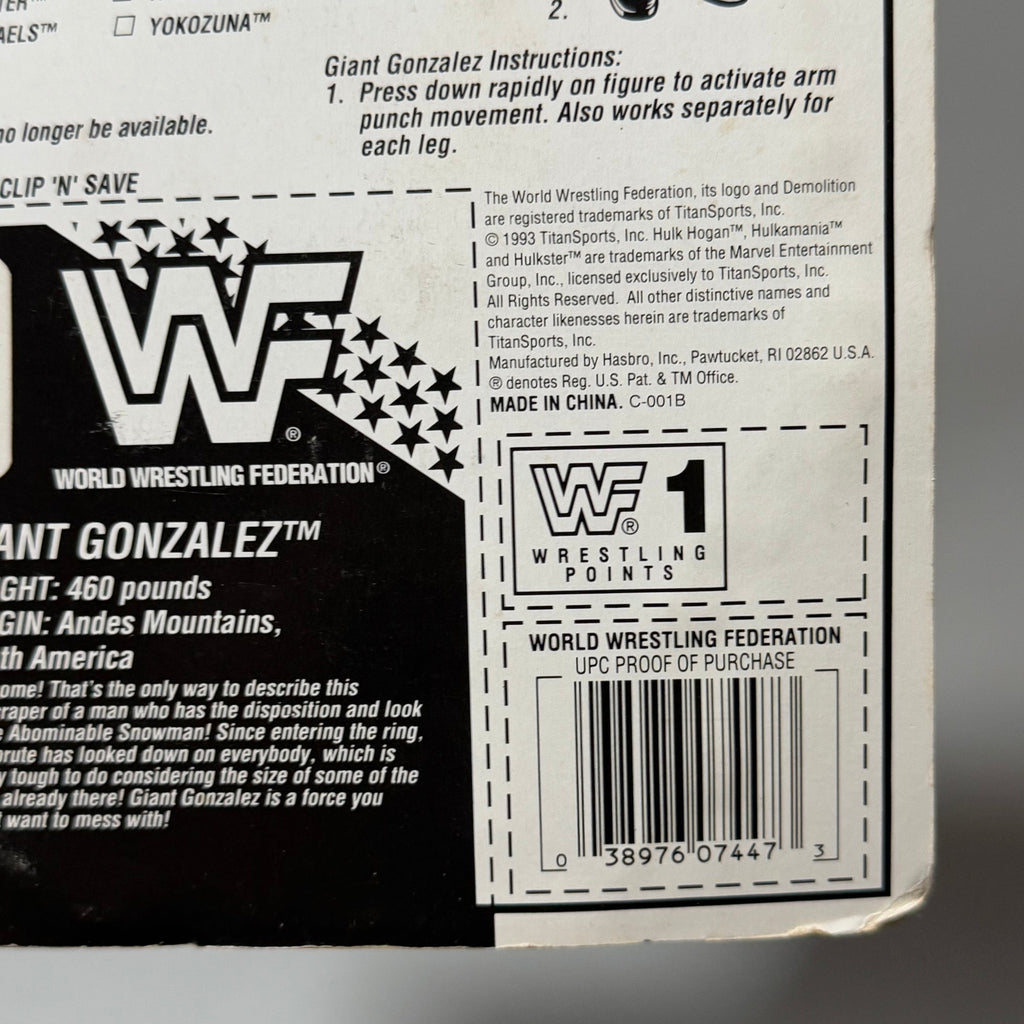 YOKOZUNA™
2.
Giant Gonzalez Instructions:
1. Press down rapidly on figure to activate arm
punch movement. Also works separately for
each leg.
no longer be available.
CLIP 'N' SAVE
The World Wrestling Federation, its logo and Demolition
are registered trademarks of TitanSports, Inc.
© 1993 TitanSports, Inc. Hulk Hogan™, Hulkamania™
and Hulkster™ are trademarks of the Marvel Entertainment
Group, Inc., licensed exclusively to TitanSports, Inc.
All Rights Reserved. All other distinctive names and
character likenesses herein are trademarks of
TitanSports, Inc.
Manufactured by Hasbro, Inc., Pawtucket, RI 02862 U.S.A.
® denotes Reg. U.S. Pat. & TM Office.
MADE IN CHINA. C-001B
WF®
WORLD WRESTLING FEDERATION®
ANT GONZALEZ™
GHT: 460 pounds
GIN: Andes Mountains,
th America
ome! That's the only way to describe this
raper of a man who has the disposition and look
Abominable Snowman! Since entering the ring,
rute has looked down on everybody, which is
y tough to do considering the size of some of the
already there! Giant Gonzalez is a force you
want to mess with!
WF® 1
WRESTLING
POINTS
WORLD WRESTLING FEDERATION
UPC PROOF OF PURCHASE
0 38976 07447 3